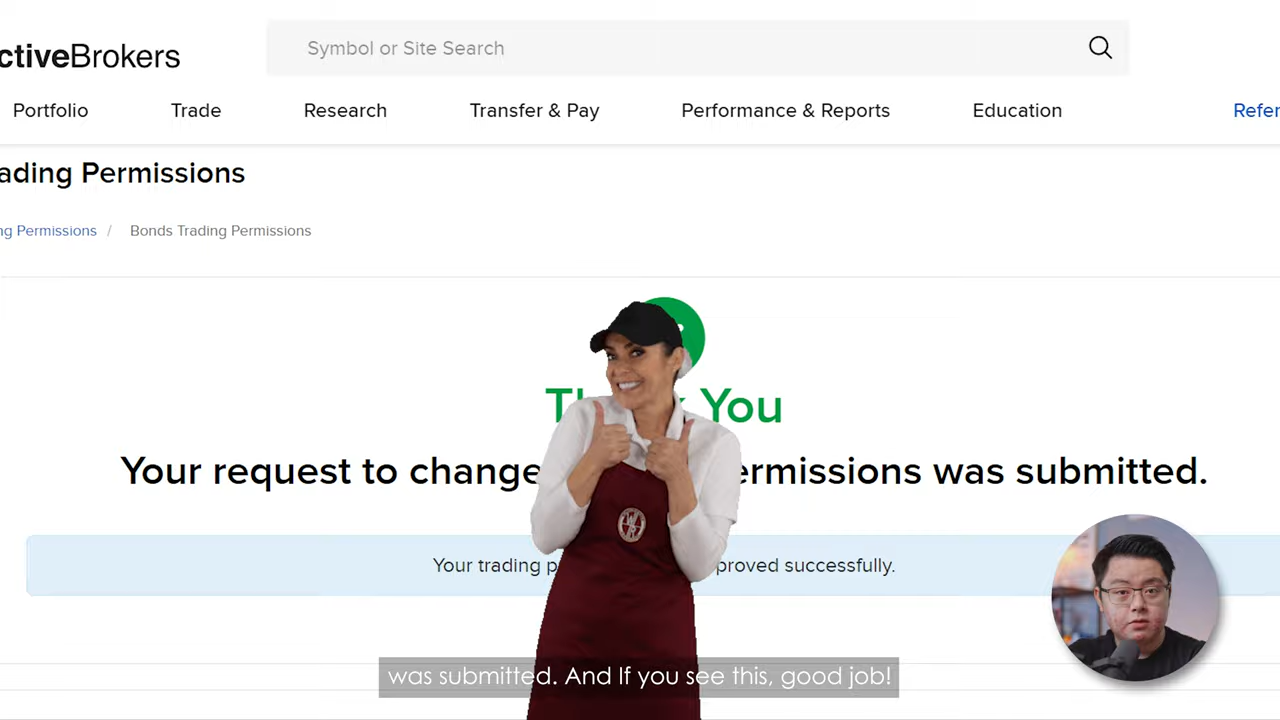 ctiveBrokers
Symbol or Site Search
Portfolio Trade Research Transfer & Pay Performance & Reports Education Refer
ading Permissions
ng Permissions / Bonds Trading Permissions
You
Your request to change ermissions was submitted.
Your trading p proved successfully.
was submitted. And If you see this, good job!